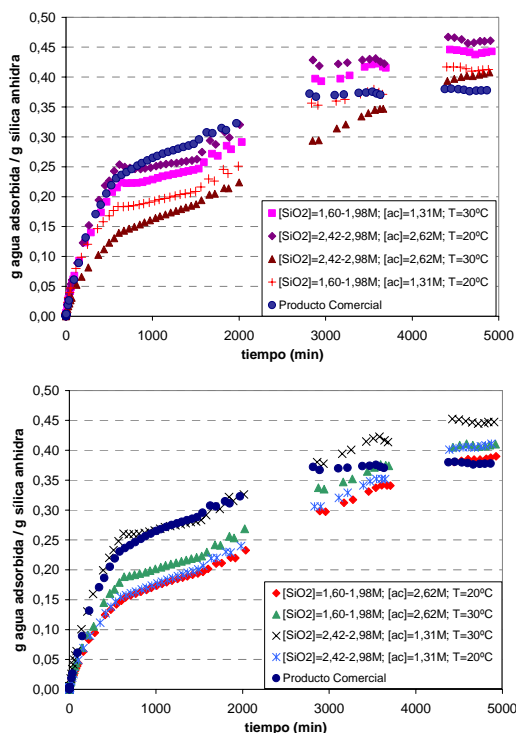 0,50
0,45
0,40
0,35
0,30
0,25
0,20
0,15
0,10
0,05
0,00
g agua adsorbida / g sílica anhidra
[SiO2]=1,60-1,98M; [ac]=1,31M; T=30ºC
[SiO2]=2,42-2,98M; [ac]=2,62M; T=20ºC
[SiO2]=2,42-2,98M; [ac]=2,62M; T=30ºC
[SiO2]=1,60-1,98M; [ac]=1,31M; T=20ºC
Producto Comercial
0 1000 2000 3000 4000 5000
tiempo (min)
0,50
0,45
0,40
0,35
0,30
0,25
0,20
0,15
0,10
0,05
0,00
g agua adsorbida / g sílica anhidra
[SiO2]=1,60-1,98M; [ac]=2,62M; T=20ºC
[SiO2]=1,60-1,98M; [ac]=2,62M; T=30ºC
[SiO2]=2,42-2,98M; [ac]=1,31M; T=30ºC
[SiO2]=2,42-2,98M; [ac]=1,31M; T=20ºC
Producto Comercial
0 1000 2000 3000 4000 5000
tiempo (min)